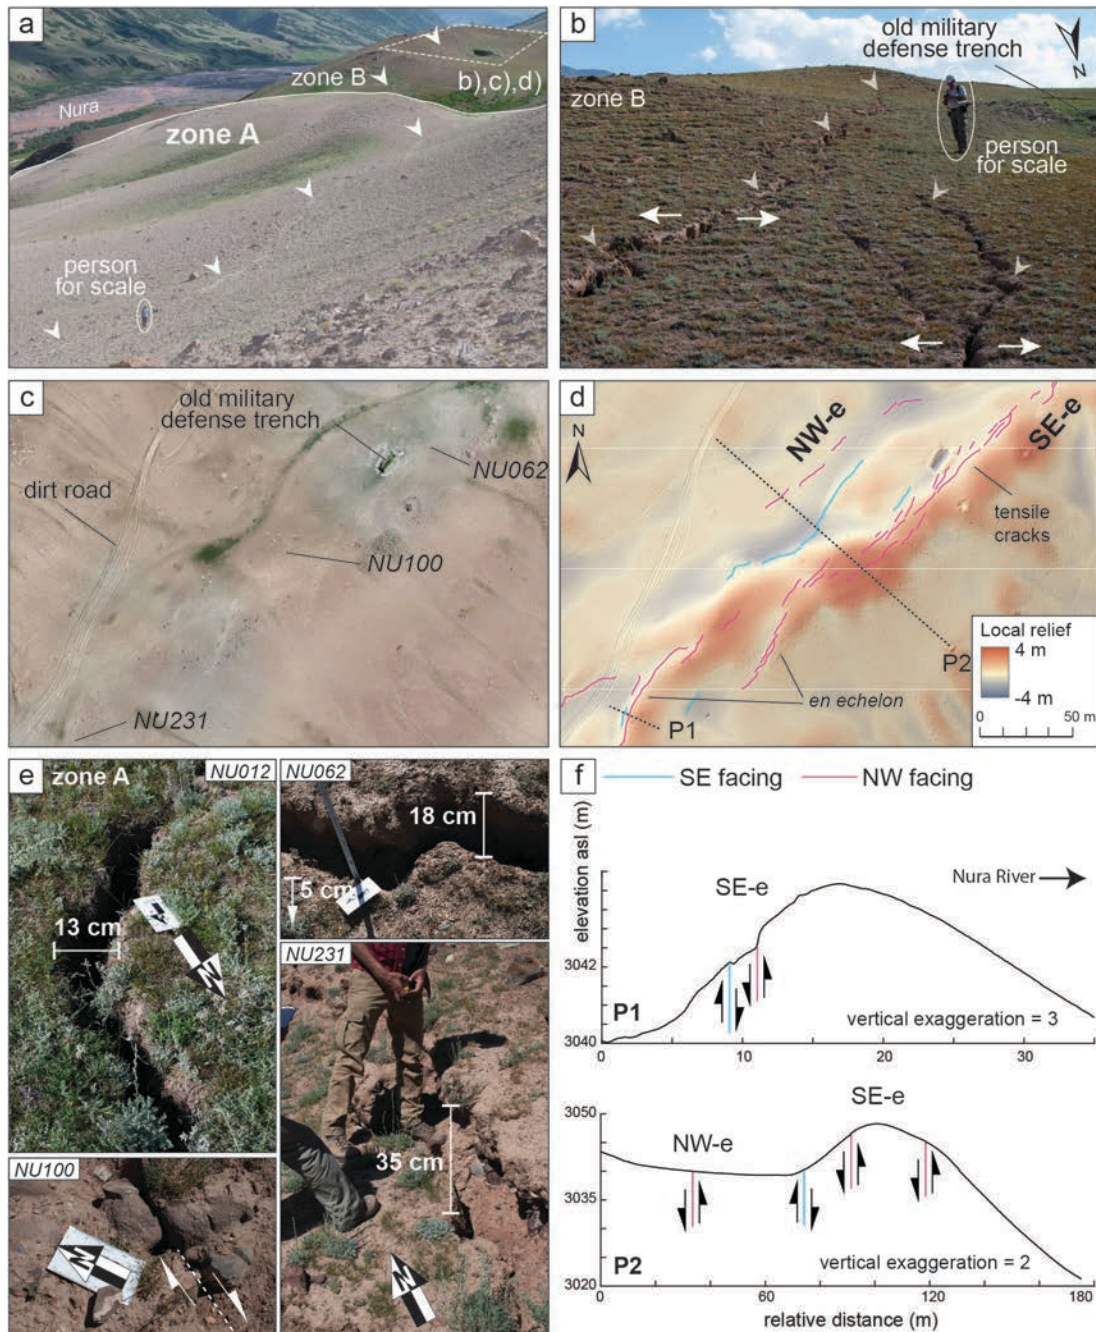 a
Nura
zone B
b),c),d)
zone A
person
for scale
b
old military
defense trench
N
zone B
person
for scale
c
old military
defense trench
NU062
dirt road
NU100
NU231
d
N
NW-e
SE-e
tensile
cracks
P2
en echelon
P1
Local relief
4 m
-4 m
0
50 m
e
zone A
NU012
13 cm
N
NU062
18 cm
5 cm
NU231
35 cm
N
NU100
N
f
SE facing
NW facing
elevation asl (m)
SE-e
Nura River
3042
P1
vertical exaggeration = 3
3040
0
10
20
30
3050
SE-e
NW-e
3035
P2
vertical exaggeration = 2
3020
0
60
120
180
relative distance (m)